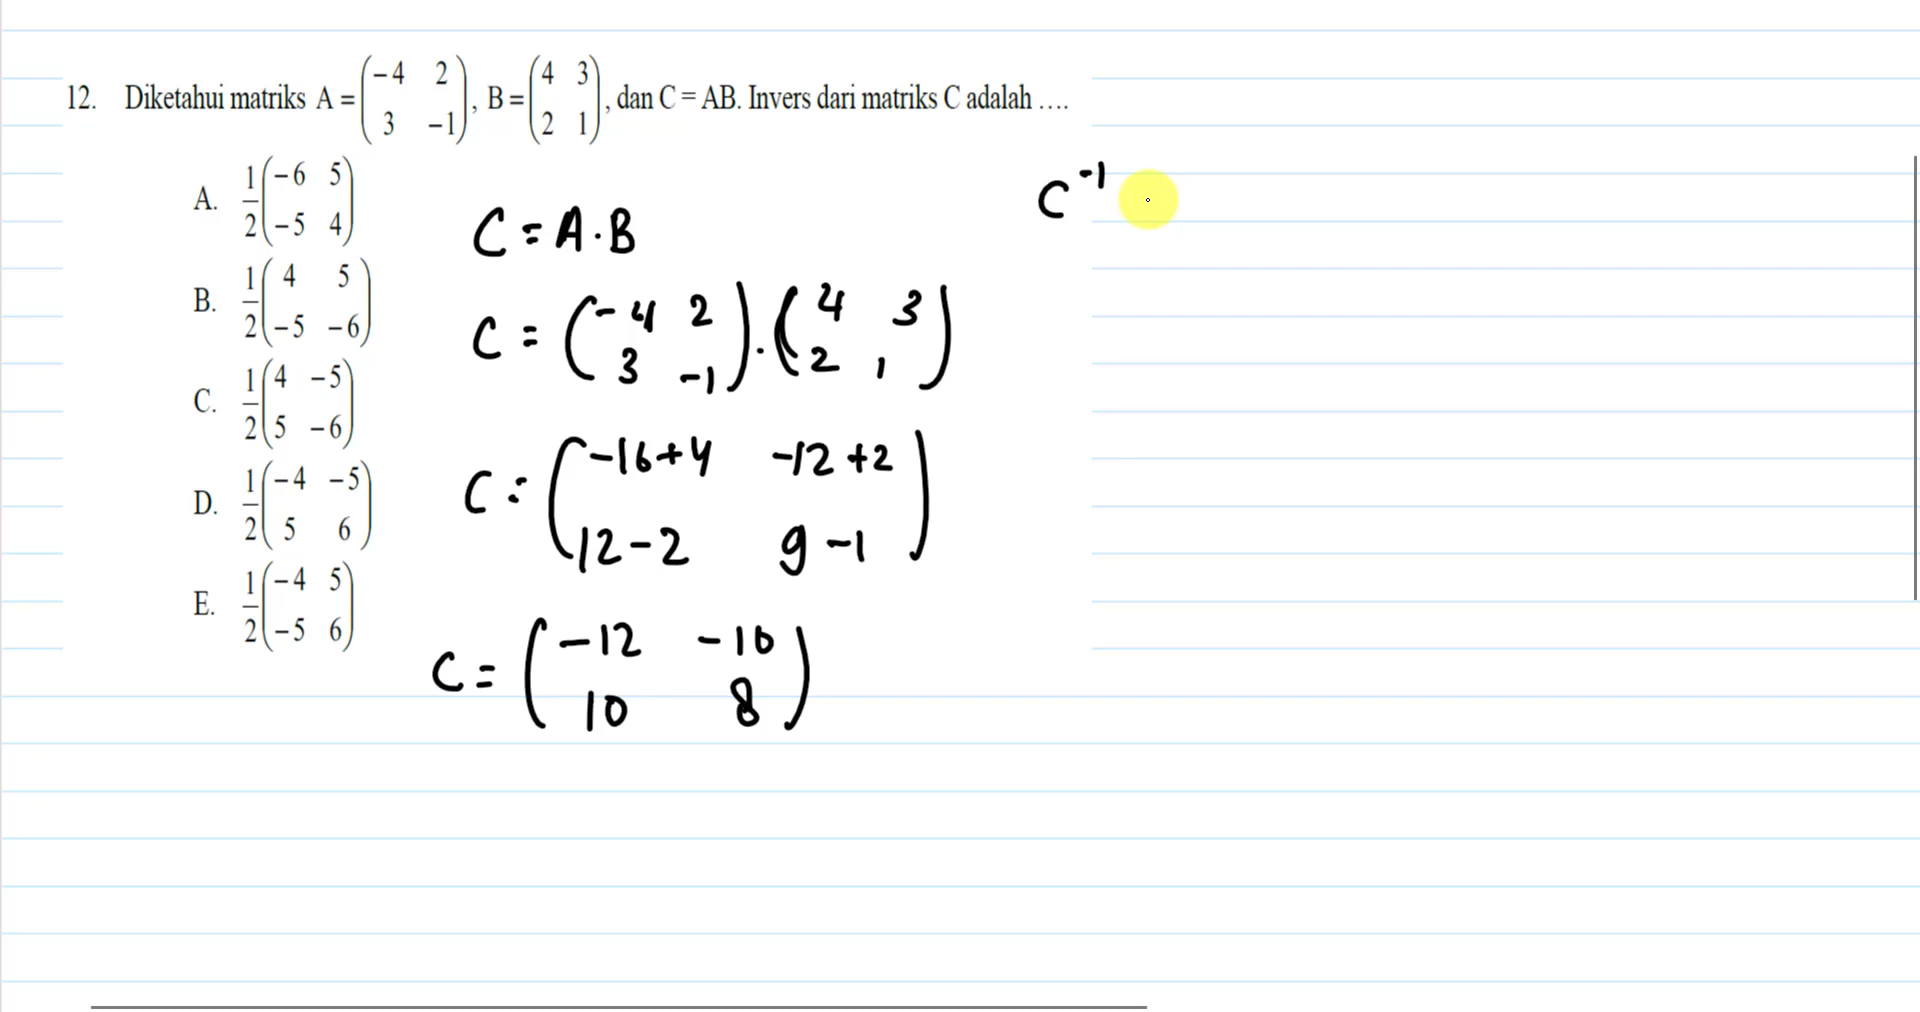 12. Diketahui matriks A = (−4 2 3 −1), B = (4 3 2 1), dan C = AB. Invers dari matriks C adalah ….
A. 1/2 (−6 5 −5 4)
B. 1/2 (4 5 −5 −6)
C. 1/2 (4 −5 5 −6)
D. 1/2 (−4 −5 5 6)
E. 1/2 (−4 5 −5 6)
C = A . B
C = (-4 2 3 -1) . (4 3 2 1)
C = (-16+4 -12+2 12-2 9-1)
C = (-12 -10 10 8)
C⁻¹